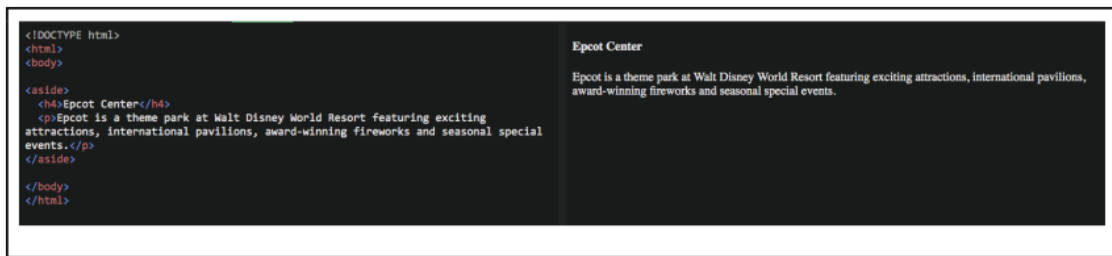 <!DOCTYPE html>
<html>
<body>
<aside>
<h4>Epcot Center</h4>
<p>Epcot is a theme park at Walt Disney World Resort featuring exciting
attractions, international pavilions, award-winning fireworks and seasonal special
events.</p>
</aside>
</body>
</html>
Epcot Center
Epcot is a theme park at Walt Disney World Resort featuring exciting attractions, international pavilions,
award-winning fireworks and seasonal special events.